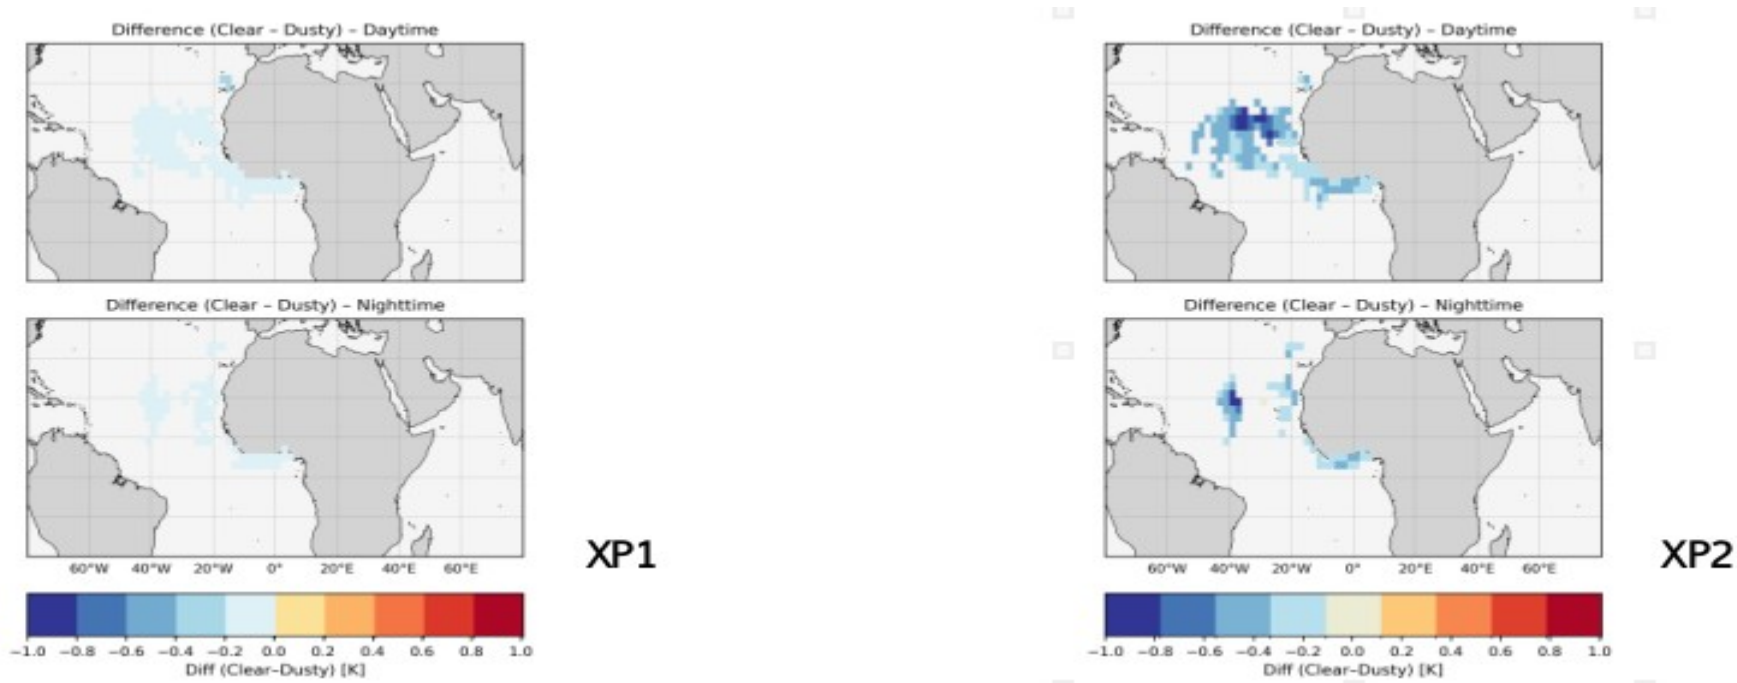 Difference (Clear – Dusty) – Daytime
Difference (Clear – Dusty) – Nighttime
60°W 40°W 20°W 0° 20°E 40°E 60°E
−1.0 −0.8 −0.6 −0.4 −0.2 0.0 0.2 0.4 0.6 0.8 1.0
Diff (Clear–Dusty) [K]
XP1
Difference (Clear – Dusty) – Daytime
Difference (Clear – Dusty) – Nighttime
60°W 40°W 20°W 0° 20°E 40°E 60°E
−1.0 −0.8 −0.6 −0.4 −0.2 0.0 0.2 0.4 0.6 0.8 1.0
Diff (Clear–Dusty) [K]
XP2